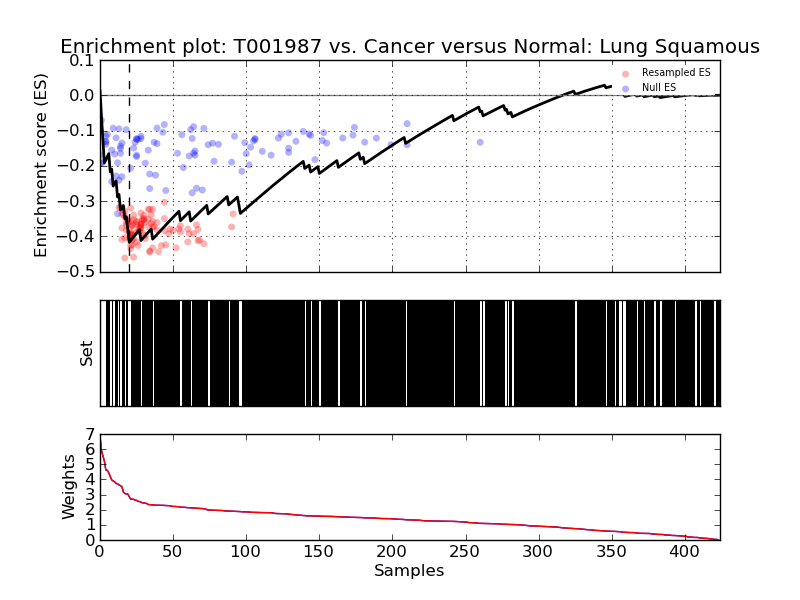 Enrichment plot: T001987 vs. Cancer versus Normal: Lung Squamous
0.1
0.0
−0.1
−0.2
−0.3
−0.4
−0.5
Enrichment score (ES)
Resampled ES
Null ES
Set
7
6
5
4
3
2
1
0
Weights
0 50 100 150 200 250 300 350 400
Samples